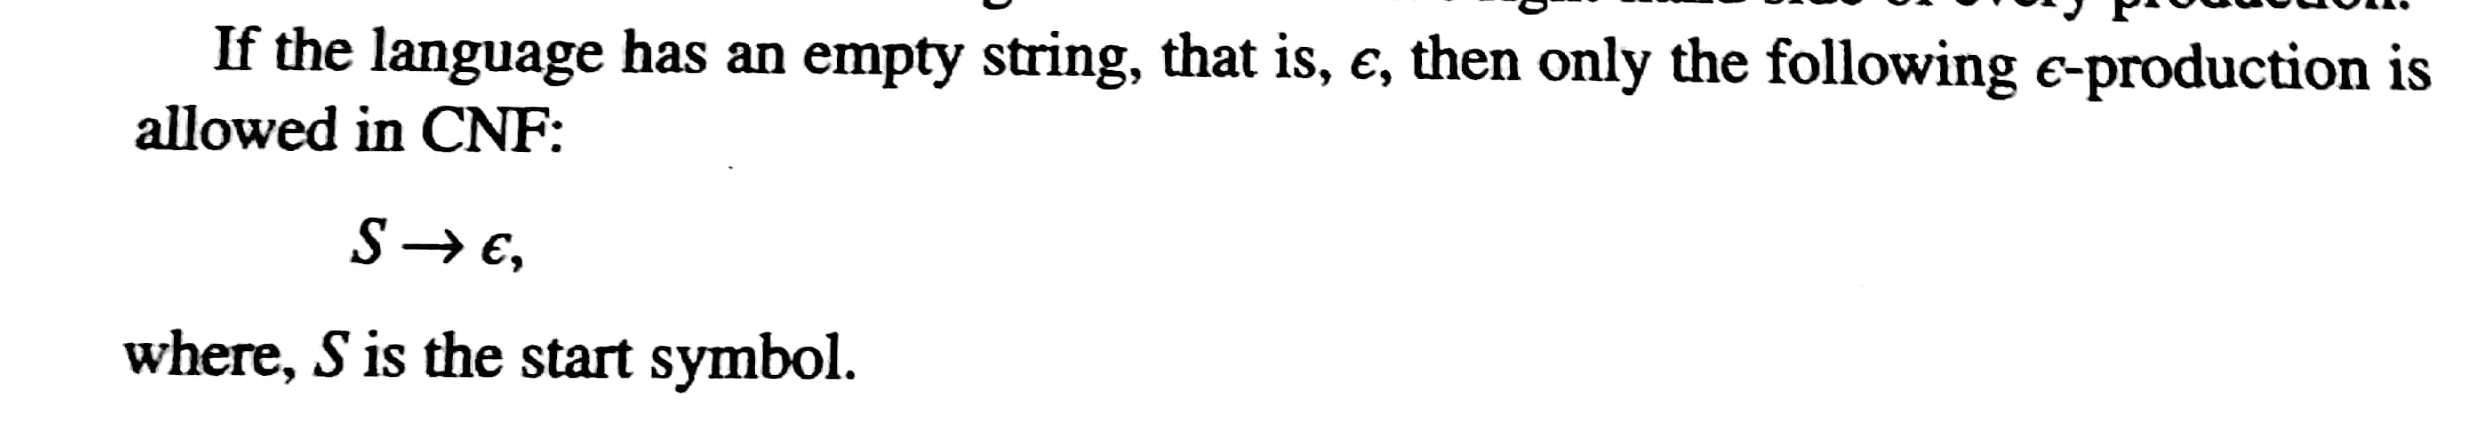 If the language has an empty string, that is, ϵ, then only the following ϵ-production is
allowed in CNF:
S → ϵ,
where, S is the start symbol.